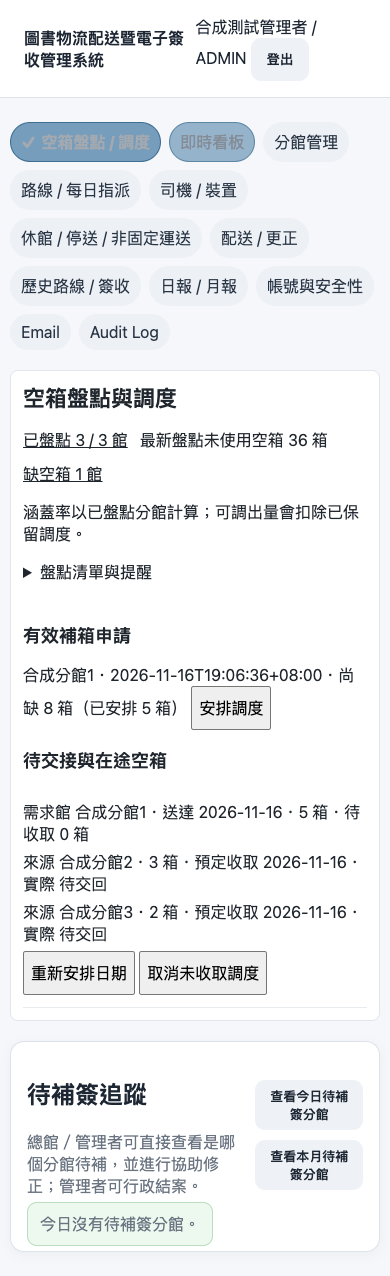 圖書物流配送暨電子簽
收管理系統
合成測試管理者 /
ADMIN 登出
✓ 空箱盤點 / 調度 即時看板 分館管理
路線 / 每日指派 司機 / 裝置
休館 / 停送 / 非固定運送 配送 / 更正
歷史路線 / 簽收 日報 / 月報 帳號與安全性
Email Audit Log
空箱盤點與調度
已盤點 3 / 3 館 最新盤點未使用空箱 36 箱
缺空箱 1 館
涵蓋率以已盤點分館計算；可調出量會扣除已保
留調度。
▶ 盤點清單與提醒
有效補箱申請
合成分館1．2026-11-16T19:06:36+08:00．尚
缺 8 箱（已安排 5 箱） 安排調度
待交接與在途空箱
需求館 合成分館1．送達 2026-11-16．5 箱．待
收取 0 箱
來源 合成分館2．3 箱．預定收取 2026-11-16．
實際 待交回
來源 合成分館3．2 箱．預定收取 2026-11-16．
實際 待交回
重新安排日期 取消未收取調度
待補簽追蹤
總館 / 管理者可直接查看是哪
個分館待補，並進行協助修
正；管理者可行政結案。
查看今日待補
簽分館
查看本月待補
簽分館
今日沒有待補簽分館。